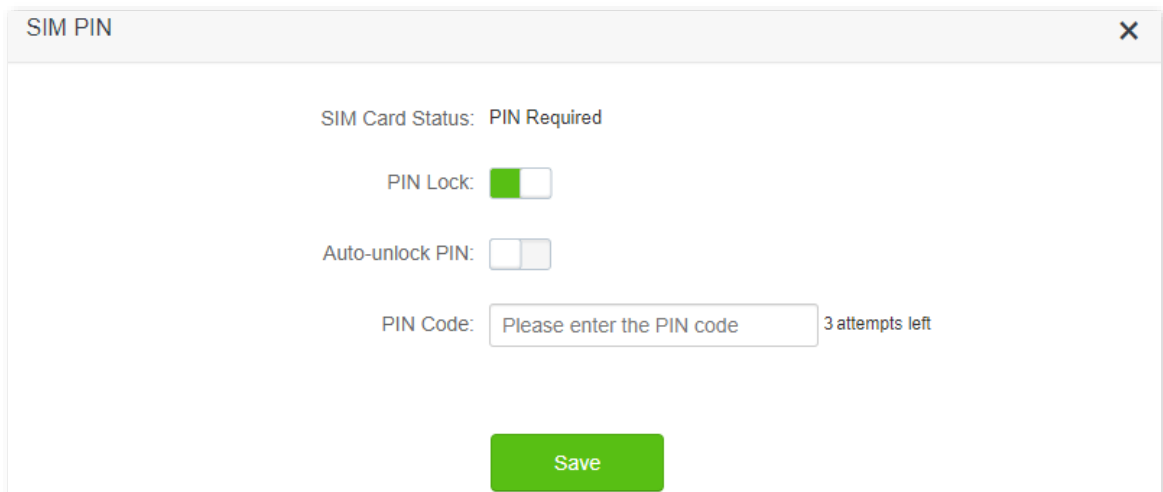 SIM PIN
SIM Card Status: PIN Required
PIN Lock:
Auto-unlock PIN:
PIN Code: Please enter the PIN code 3 attempts left
Save